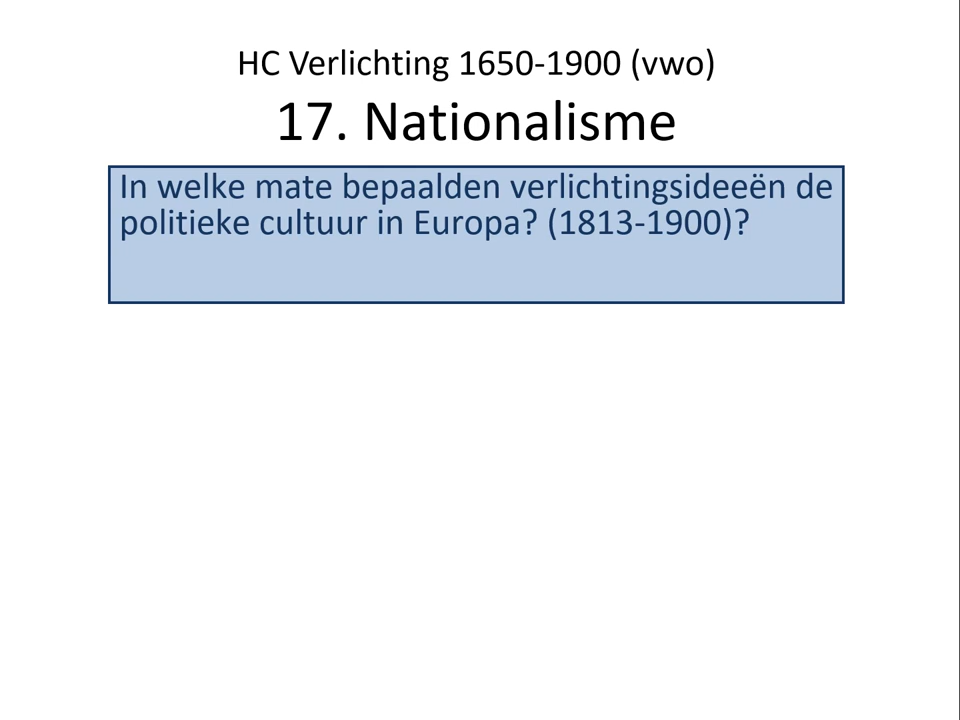 HC Verlichting 1650-1900 (vwo)
17. Nationalisme
In welke mate bepaalden verlichtingsideeën de
politieke cultuur in Europa? (1813-1900)?